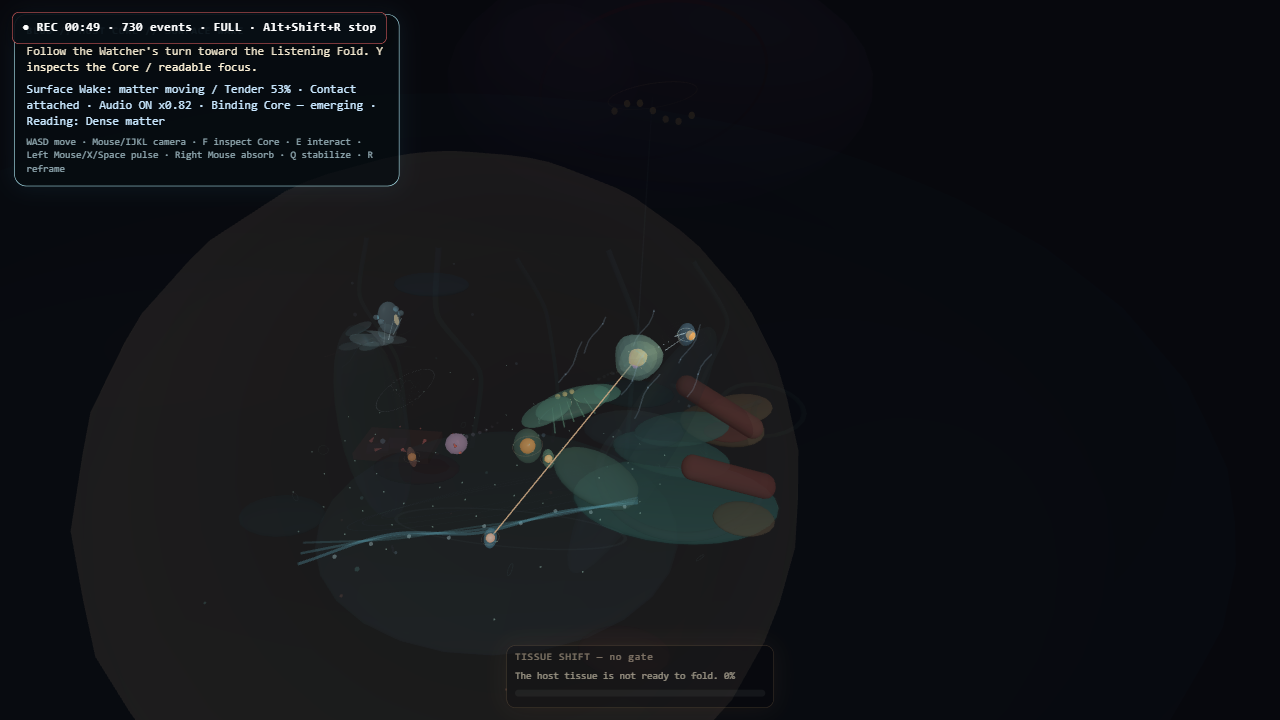 ● REC 00:49 · 730 events · FULL · Alt+Shift+R stop
Follow the Watcher's turn toward the Listening Fold. Y
inspects the Core / readable focus.
Surface Wake: matter moving / Tender 53% · Contact
attached · Audio ON x0.82 · Binding Core — emerging ·
Reading: Dense matter
WASD move · Mouse/IJKL camera · F inspect Core · E interact ·
Left Mouse/X/Space pulse · Right Mouse absorb · Q stabilize · R
reframe
TISSUE SHIFT — no gate
The host tissue is not ready to fold. 0%